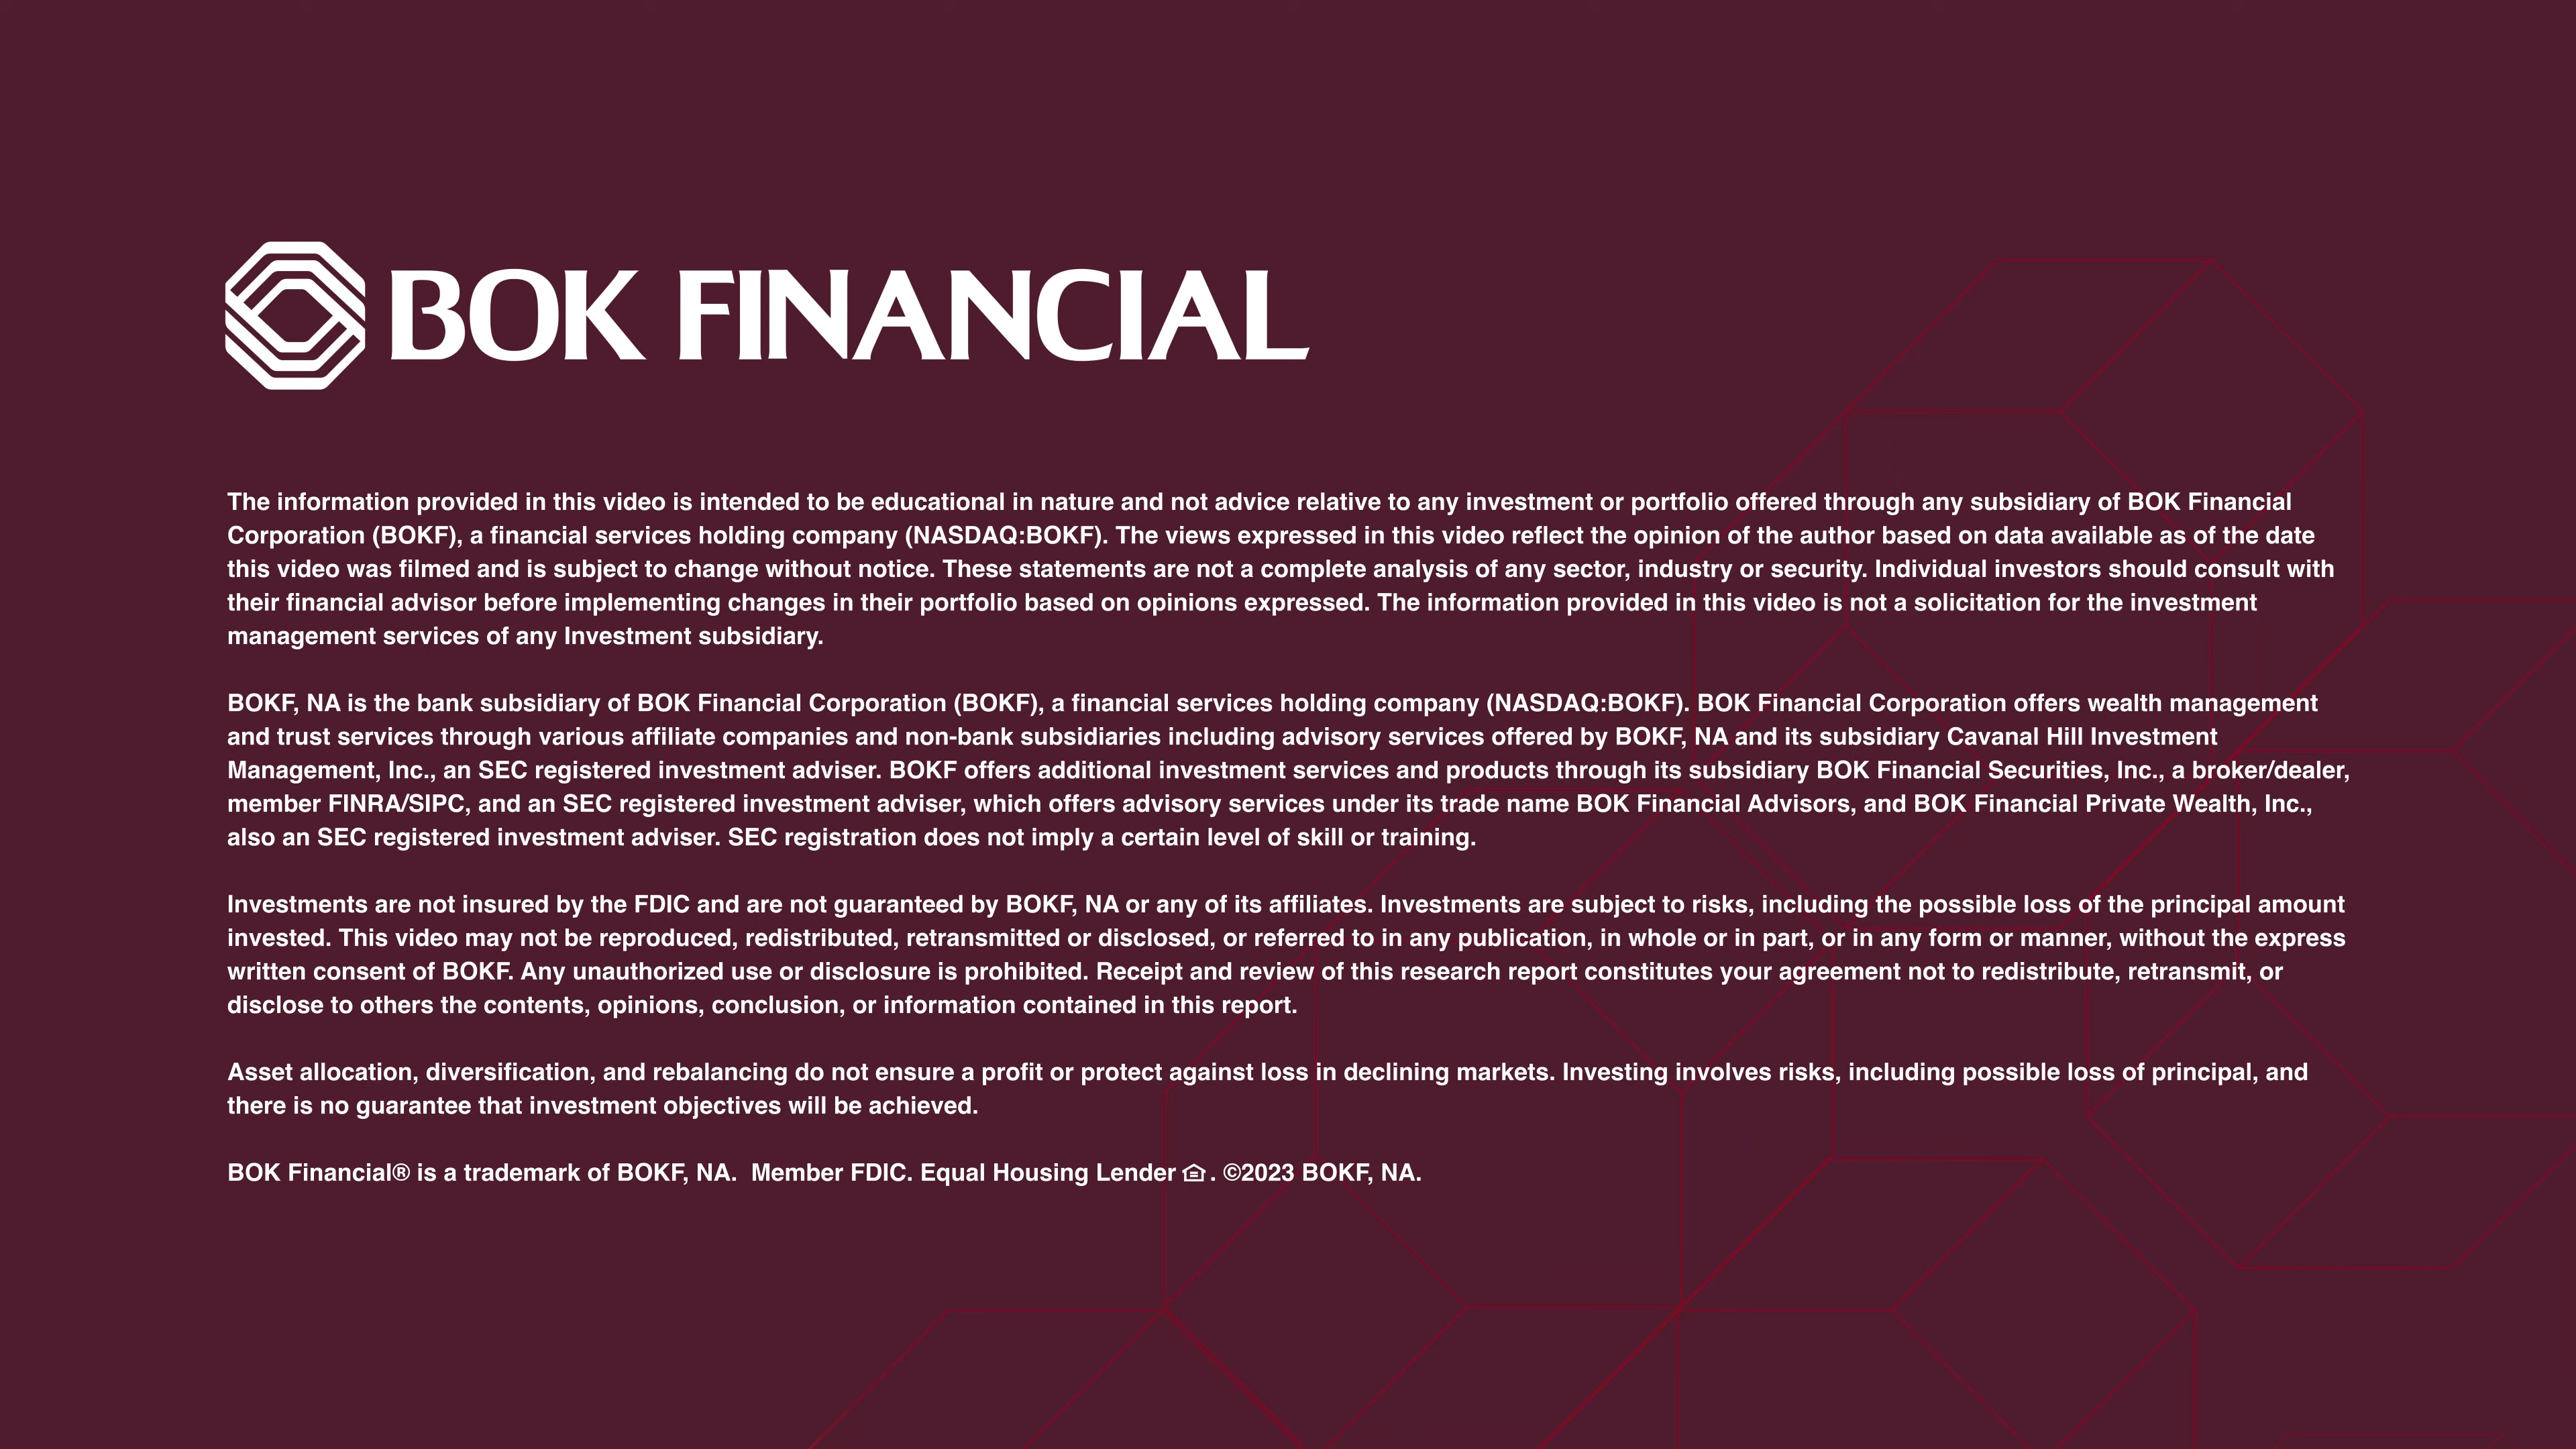 BOK FINANCIAL
The information provided in this video is intended to be educational in nature and not advice relative to any investment or portfolio offered through any subsidiary of BOK Financial
Corporation (BOKF), a financial services holding company (NASDAQ:BOKF). The views expressed in this video reflect the opinion of the author based on data available as of the date
this video was filmed and is subject to change without notice. These statements are not a complete analysis of any sector, industry or security. Individual investors should consult with
their financial advisor before implementing changes in their portfolio based on opinions expressed. The information provided in this video is not a solicitation for the investment
management services of any Investment subsidiary.
BOKF, NA is the bank subsidiary of BOK Financial Corporation (BOKF), a financial services holding company (NASDAQ:BOKF). BOK Financial Corporation offers wealth management
and trust services through various affiliate companies and non-bank subsidiaries including advisory services offered by BOKF, NA and its subsidiary Cavanal Hill Investment
Management, Inc., an SEC registered investment adviser. BOKF offers additional investment services and products through its subsidiary BOK Financial Securities, Inc., a broker/dealer,
member FINRA/SIPC, and an SEC registered investment adviser, which offers advisory services under its trade name BOK Financial Advisors, and BOK Financial Private Wealth, Inc.,
also an SEC registered investment adviser. SEC registration does not imply a certain level of skill or training.
Investments are not insured by the FDIC and are not guaranteed by BOKF, NA or any of its affiliates. Investments are subject to risks, including the possible loss of the principal amount
invested. This video may not be reproduced, redistributed, retransmitted or disclosed, or referred to in any publication, in whole or in part, or in any form or manner, without the express
written consent of BOKF. Any unauthorized use or disclosure is prohibited. Receipt and review of this research report constitutes your agreement not to redistribute, retransmit, or
disclose to others the contents, opinions, conclusion, or information contained in this report.
Asset allocation, diversification, and rebalancing do not ensure a profit or protect against loss in declining markets. Investing involves risks, including possible loss of principal, and
there is no guarantee that investment objectives will be achieved.
BOK Financial® is a trademark of BOKF, NA.  Member FDIC. Equal Housing Lender . ©2023 BOKF, NA.